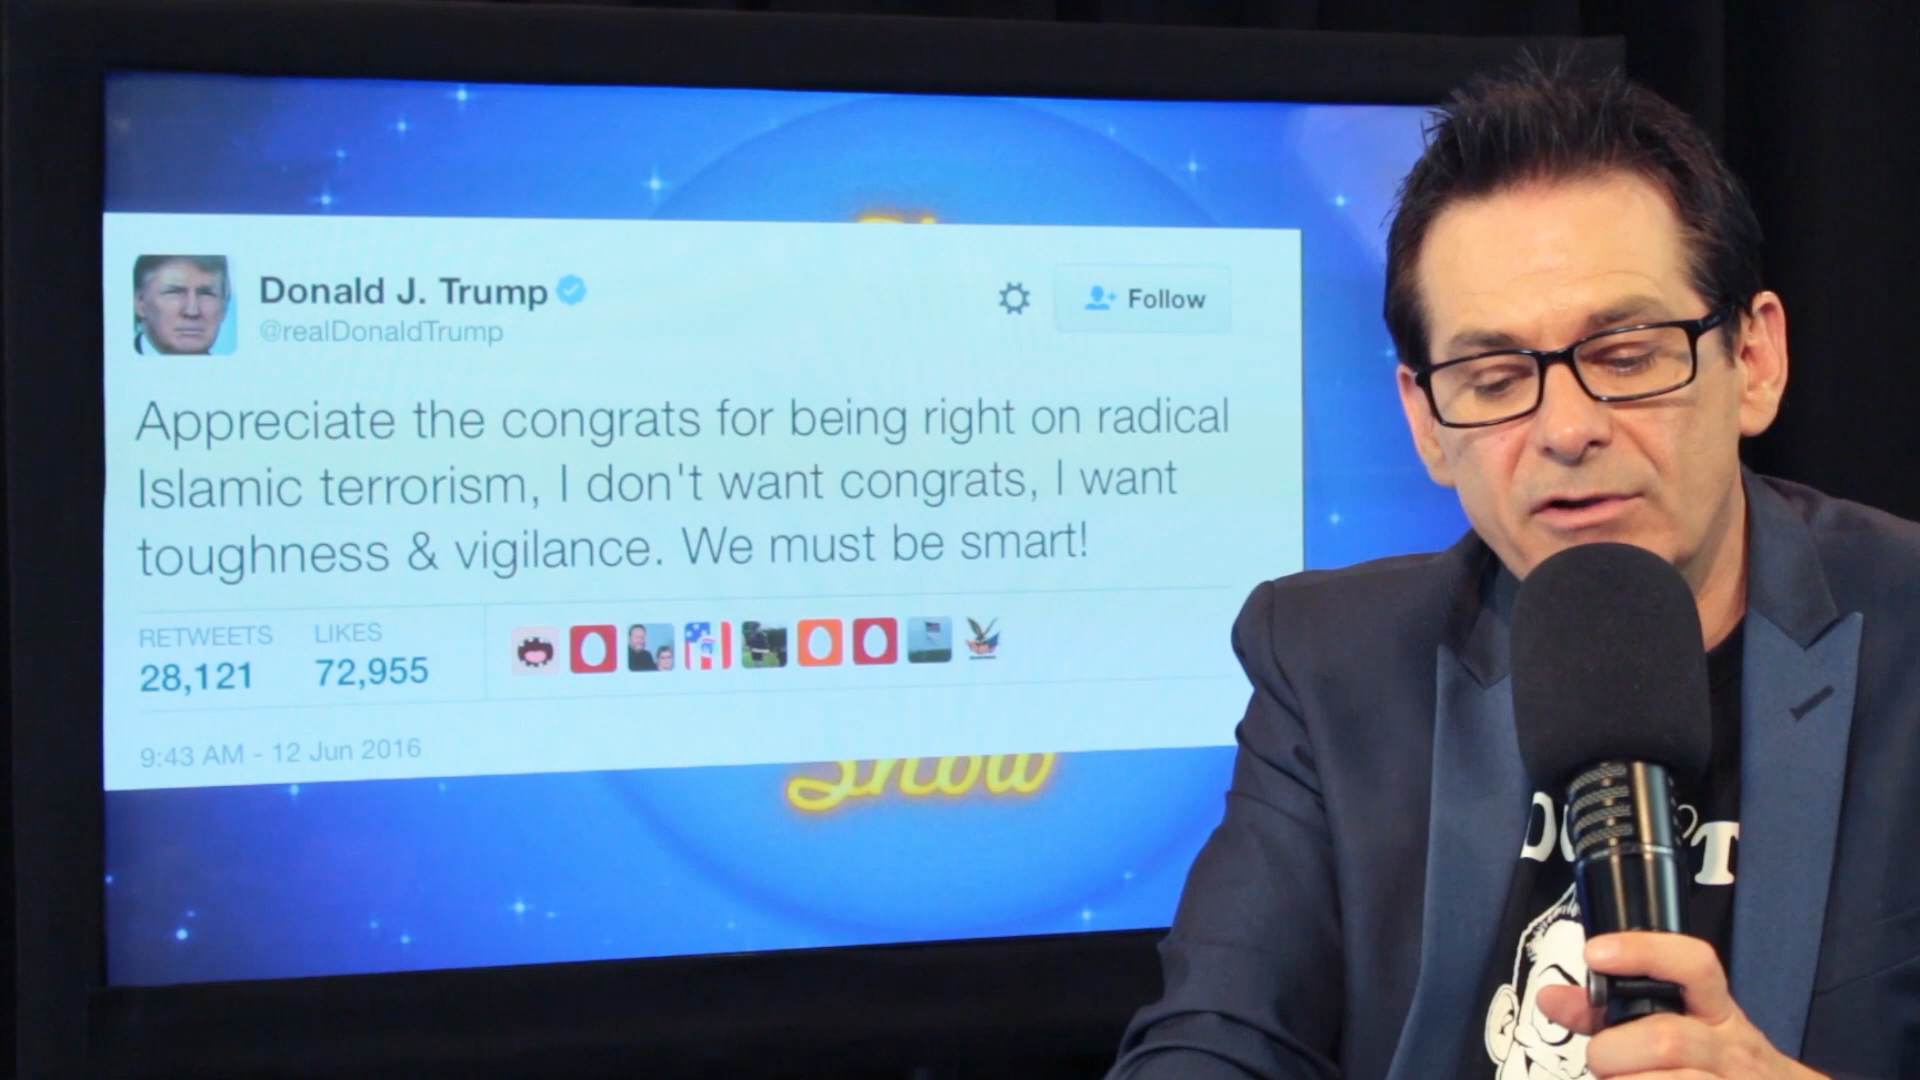 Donald J. Trump
@realDonaldTrump
Follow
Appreciate the congrats for being right on radical
Islamic terrorism, I don't want congrats, I want
toughness & vigilance. We must be smart!
RETWEETS LIKES
28,121 72,955
9:43 AM - 12 Jun 2016
Show